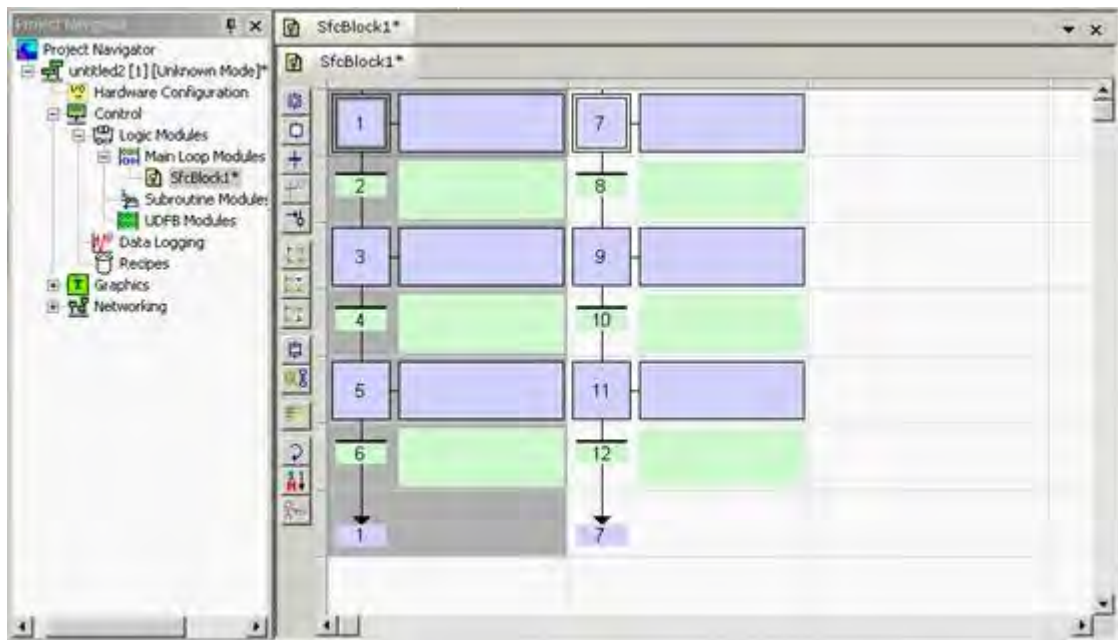 Project Navigator
Project Navigator
untitled2 [1] [Unknown Mode]*
Hardware Configuration
Control
Logic Modules
Main Loop Modules
SfcBlock1*
Subroutine Modules
UDFB Modules
Data Logging
Recipes
Graphics
Networking
SfcBlock1*
SfcBlock1*
1
7
2
8
3
9
4
10
5
11
6
12
1
7